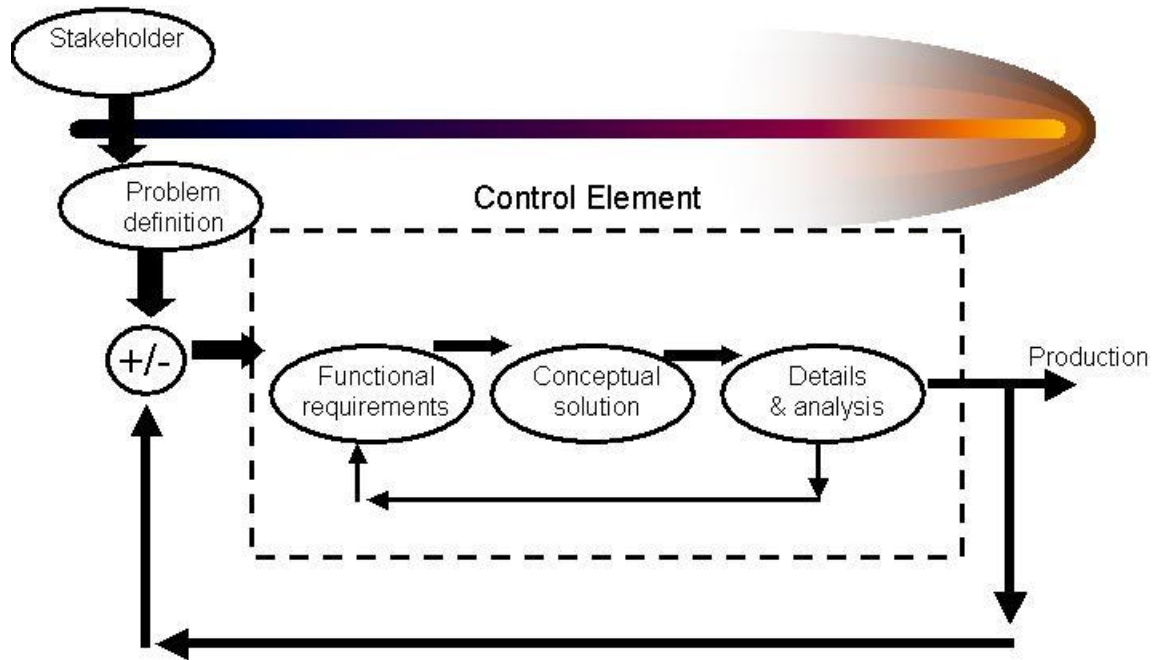 Stakeholder
Problem
definition
Control Element
+/-
Functional
requirements
Conceptual
solution
Details
& analysis
Production